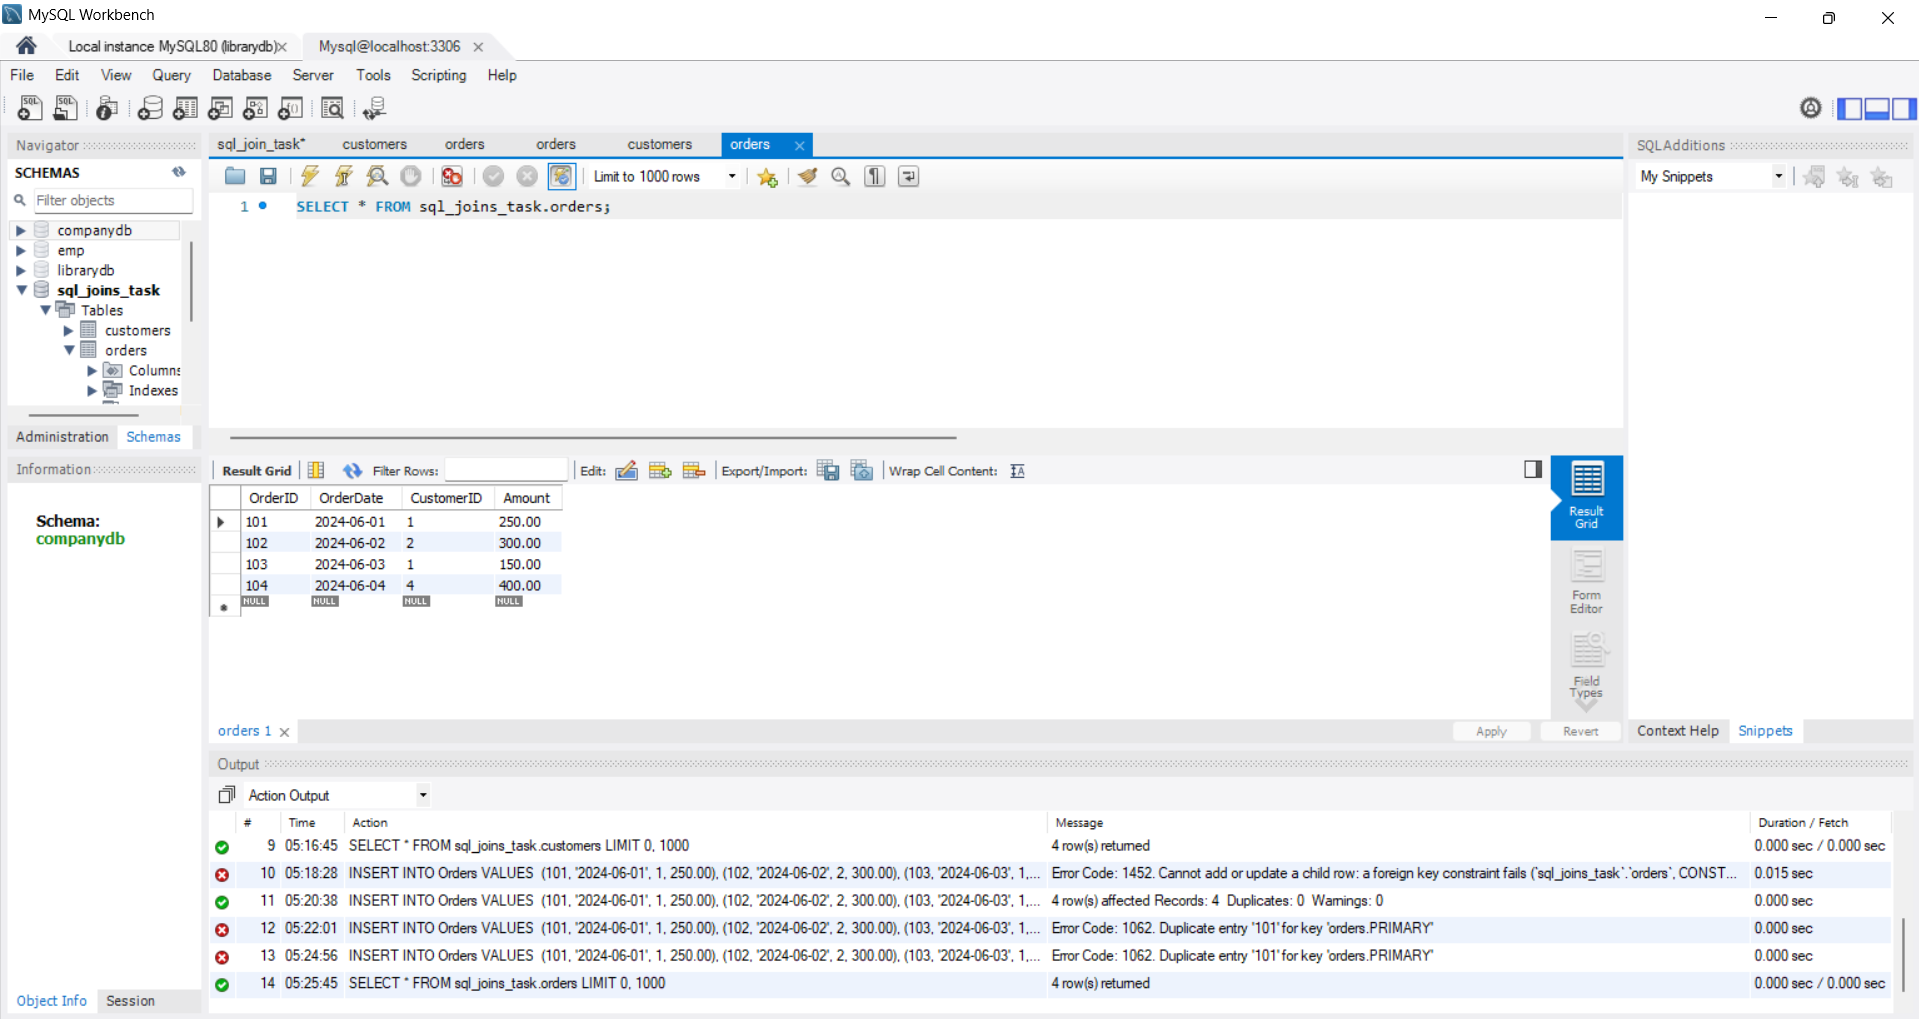 MySQL Workbench
Local instance MySQL80 (librarydb)
Mysql@localhost:3306
File Edit View Query Database Server Tools Scripting Help
Navigator
SCHEMAS
Filter objects
companydb
emp
librarydb
sql_joins_task
Tables
customers
orders
Columns
Indexes
Administration Schemas
Information
Schema:
companydb
Object Info Session
sql_join_task* customers orders orders customers orders
Limit to 1000 rows
1 SELECT * FROM sql_joins_task.orders;
Result Grid Filter Rows: Edit: Export/Import: Wrap Cell Content:
OrderID OrderDate CustomerID Amount
101 2024-06-01 1 250.00
102 2024-06-02 2 300.00
103 2024-06-03 1 150.00
104 2024-06-04 4 400.00
NULL NULL NULL NULL
Result
Grid
Form
Editor
Field
Types
orders 1 Apply Revert
SQLAdditions
My Snippets
Context Help Snippets
Output
Action Output
# Time Action Message Duration / Fetch
9 05:16:45 SELECT * FROM sql_joins_task.customers LIMIT 0, 1000 4 row(s) returned 0.000 sec / 0.000 sec
10 05:18:28 INSERT INTO Orders VALUES (101, '2024-06-01', 1, 250.00), (102, '2024-06-02', 2, 300.00), (103, '2024-06-03', 1,... Error Code: 1452. Cannot add or update a child row: a foreign key constraint fails (`sql_joins_task`.`orders`, CONST... 0.015 sec
11 05:20:38 INSERT INTO Orders VALUES (101, '2024-06-01', 1, 250.00), (102, '2024-06-02', 2, 300.00), (103, '2024-06-03', 1,... 4 row(s) affected Records: 4 Duplicates: 0 Warnings: 0 0.000 sec
12 05:22:01 INSERT INTO Orders VALUES (101, '2024-06-01', 1, 250.00), (102, '2024-06-02', 2, 300.00), (103, '2024-06-03', 1,... Error Code: 1062. Duplicate entry '101' for key 'orders.PRIMARY' 0.000 sec
13 05:24:56 INSERT INTO Orders VALUES (101, '2024-06-01', 1, 250.00), (102, '2024-06-02', 2, 300.00), (103, '2024-06-03', 1,... Error Code: 1062. Duplicate entry '101' for key 'orders.PRIMARY' 0.000 sec
14 05:25:45 SELECT * FROM sql_joins_task.orders LIMIT 0, 1000 4 row(s) returned 0.000 sec / 0.000 sec